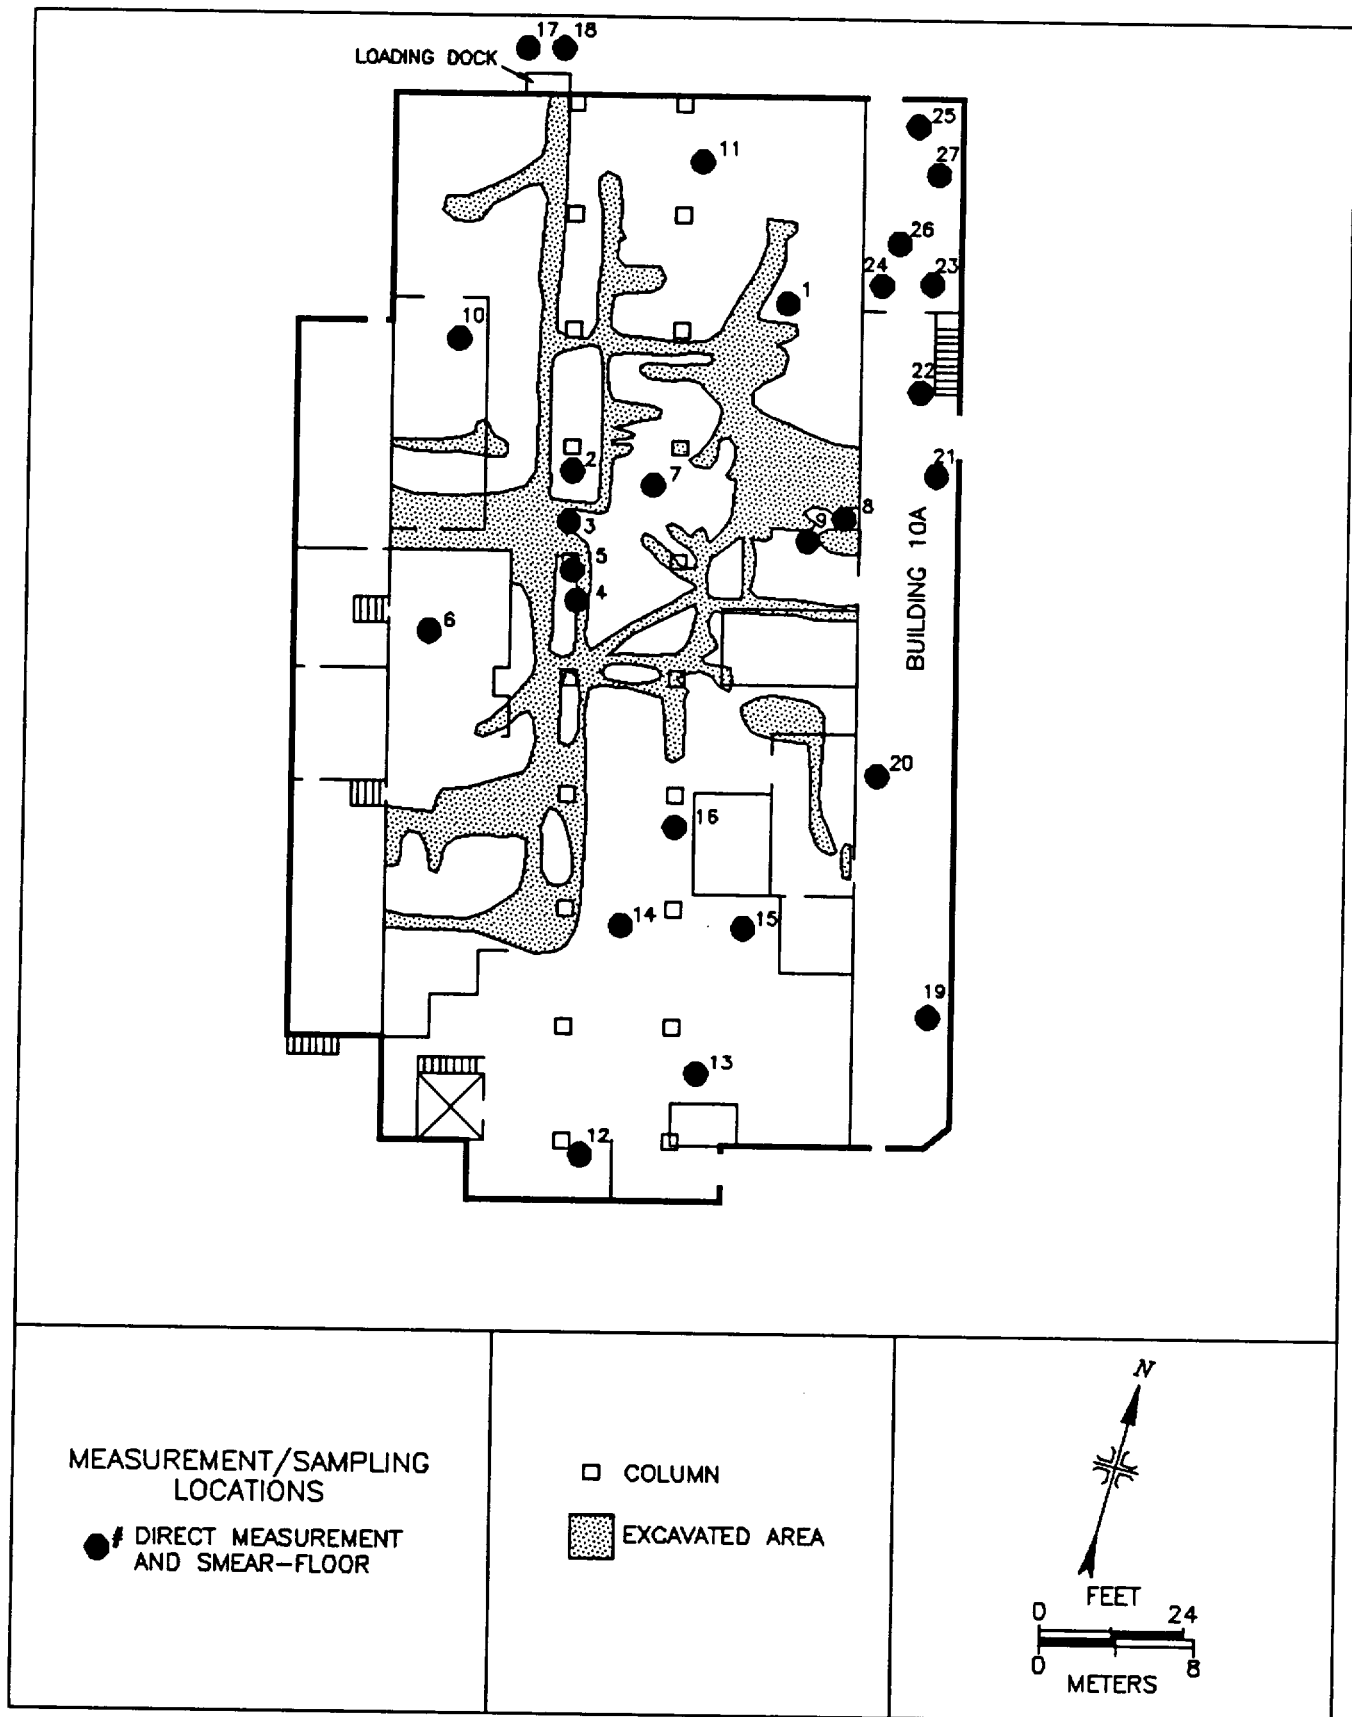 17 18
LOADING DOCK
25
11
27
26
24 23
1
10
22
2
21
7
8
3
9
5
4
6
BUILDING 10A
20
16
14
15
19
13
12
N
MEASUREMENT/SAMPLING
LOCATIONS
# DIRECT MEASUREMENT
AND SMEAR-FLOOR
COLUMN
EXCAVATED AREA
FEET
0 24
0 8
METERS